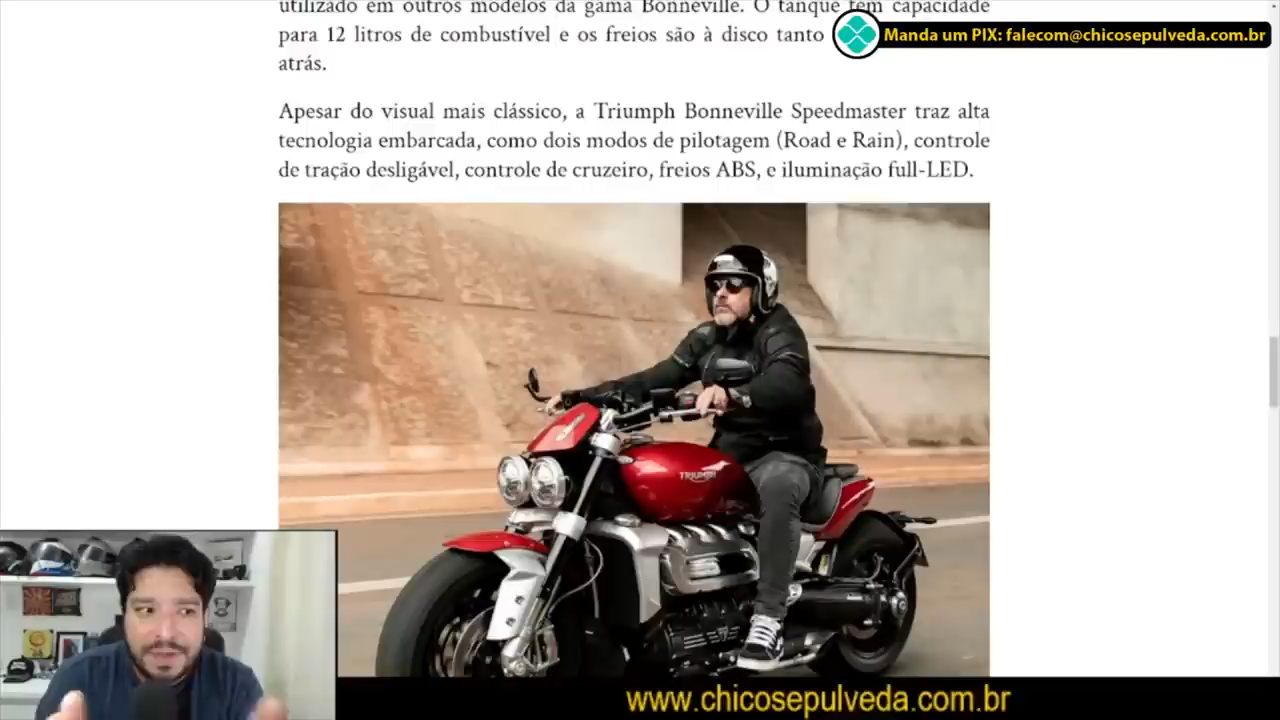 utilizado em outros modelos da gama Bonneville. O tanque tem capacidade
para 12 litros de combustível e os freios são à disco tanto
atrás.
Manda um PIX: falecom@chicosepulveda.com.br
Apesar do visual mais clássico, a Triumph Bonneville Speedmaster traz alta
tecnologia embarcada, como dois modos de pilotagem (Road e Rain), controle
de tração desligável, controle de cruzeiro, freios ABS, e iluminação full-LED.
TRIUMPH
www.chicosepulveda.com.br